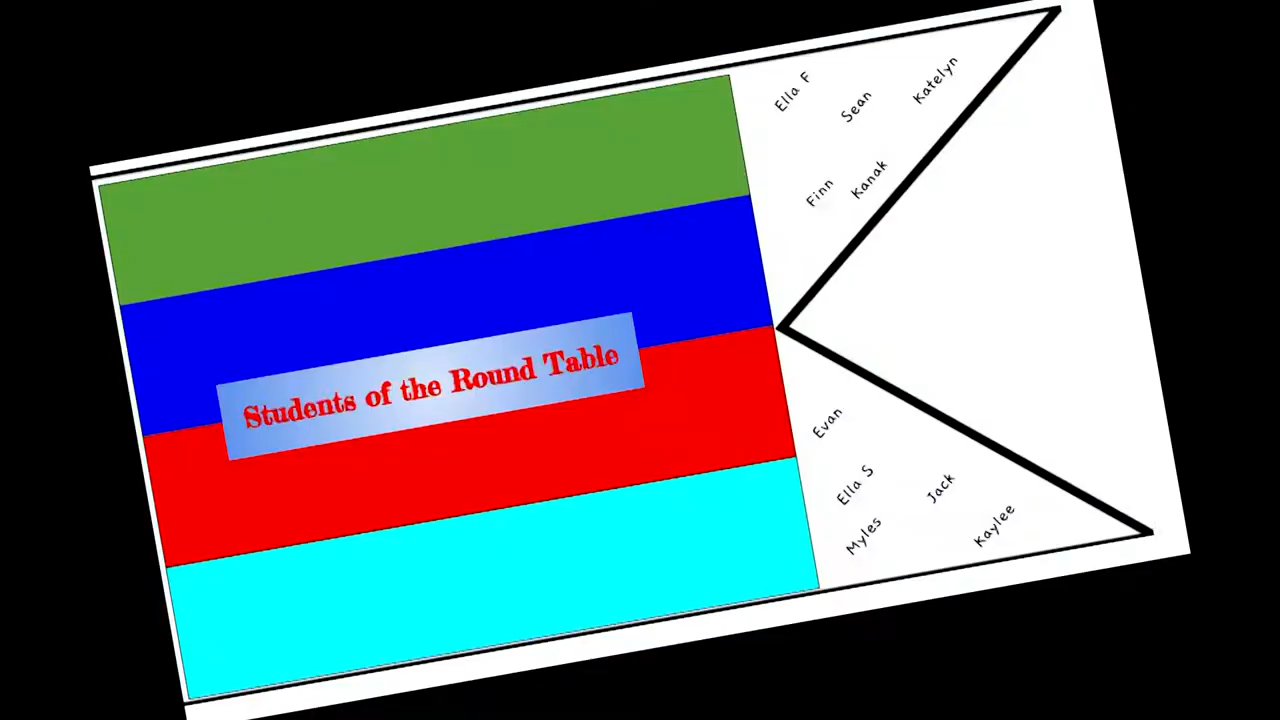 Students of the Round Table
Ella F
Sean
Katelyn
Finn
Kanak
Evan
Ella S
Jack
Myles
Kaylee